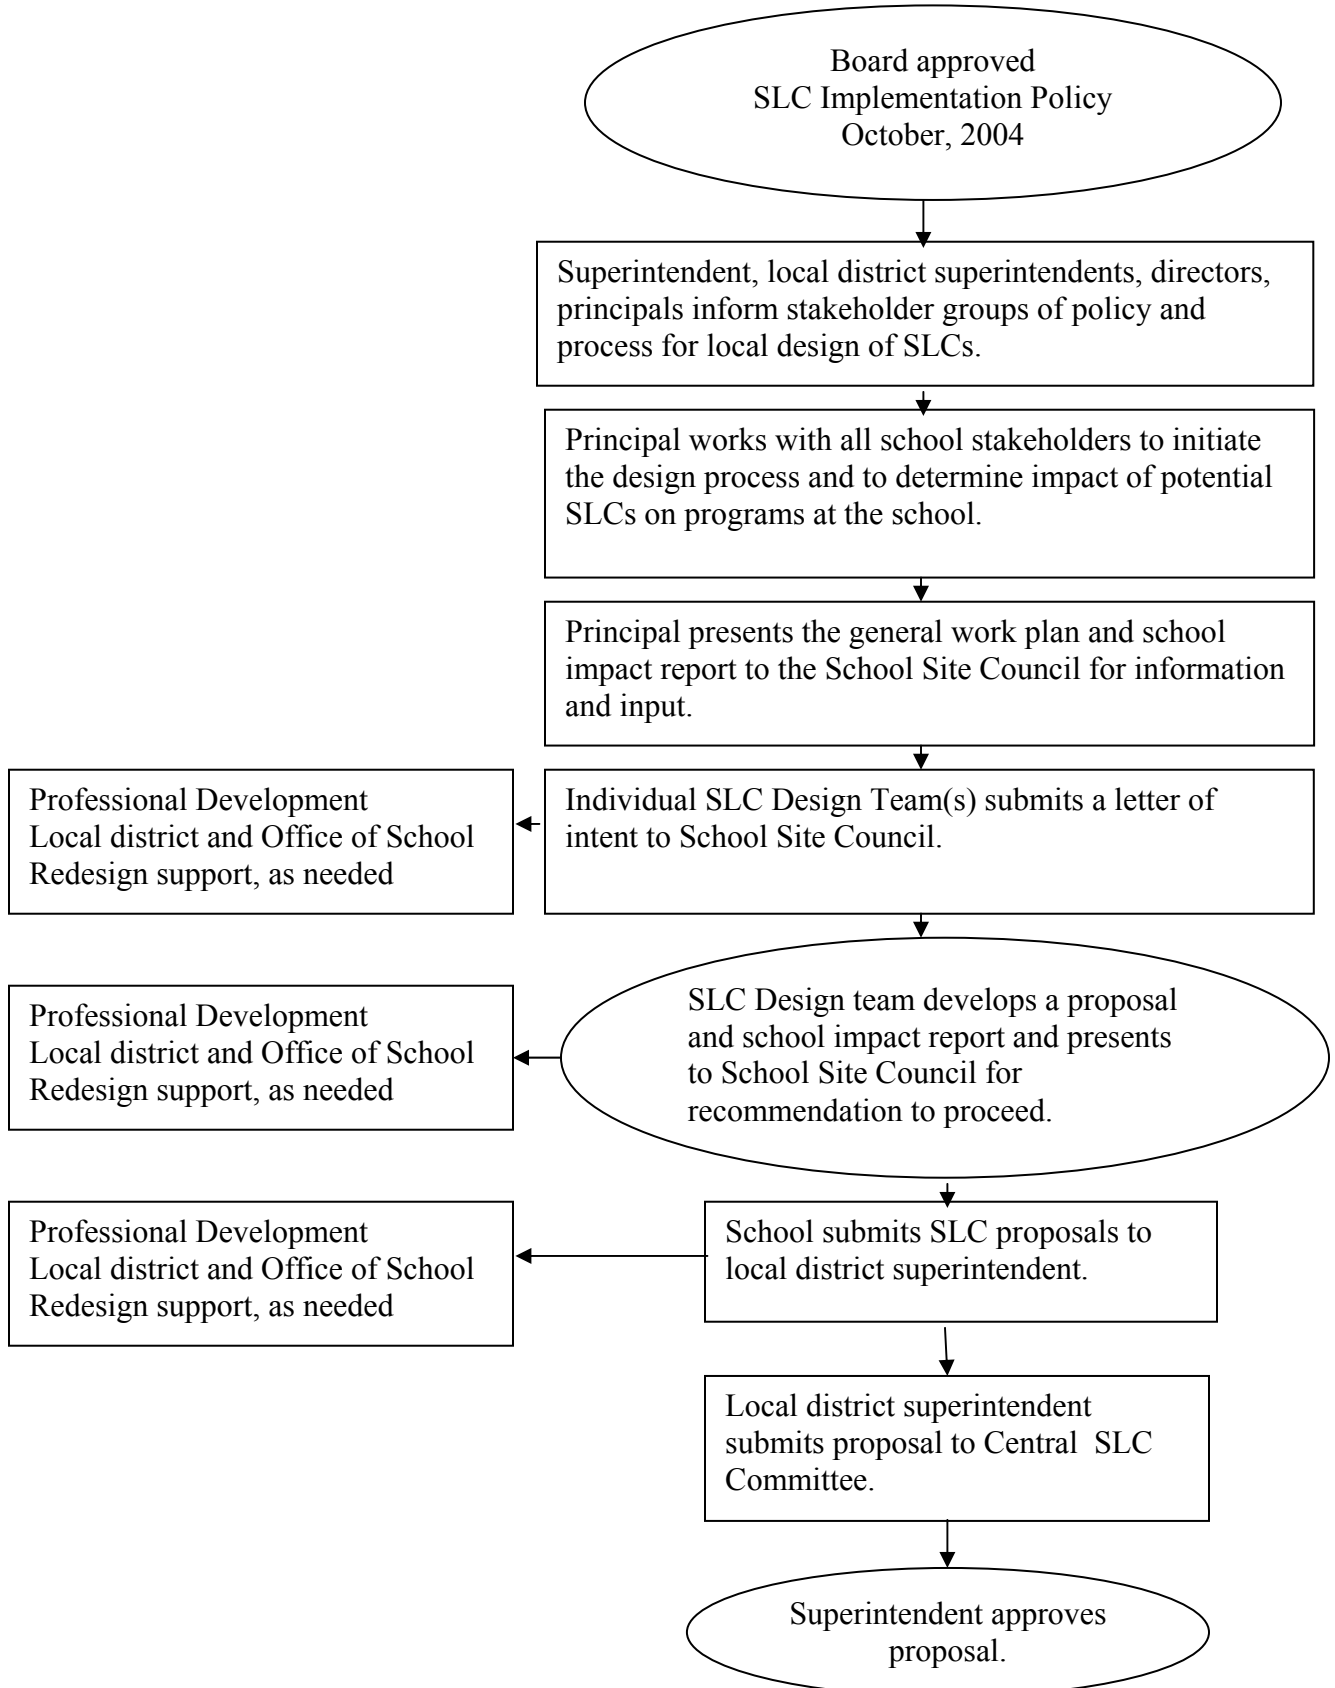 Board approved
SLC Implementation Policy
October, 2004
Superintendent, local district superintendents, directors,
principals inform stakeholder groups of policy and
process for local design of SLCs.
Principal works with all school stakeholders to initiate
the design process and to determine impact of potential
SLCs on programs at the school.
Principal presents the general work plan and school
impact report to the School Site Council for information
and input.
Professional Development
Local district and Office of School
Redesign support, as needed
Individual SLC Design Team(s) submits a letter of
intent to School Site Council.
Professional Development
Local district and Office of School
Redesign support, as needed
SLC Design team develops a proposal
and school impact report and presents
to School Site Council for
recommendation to proceed.
Professional Development
Local district and Office of School
Redesign support, as needed
School submits SLC proposals to
local district superintendent.
Local district superintendent
submits proposal to Central  SLC
Committee.
Superintendent approves
proposal.